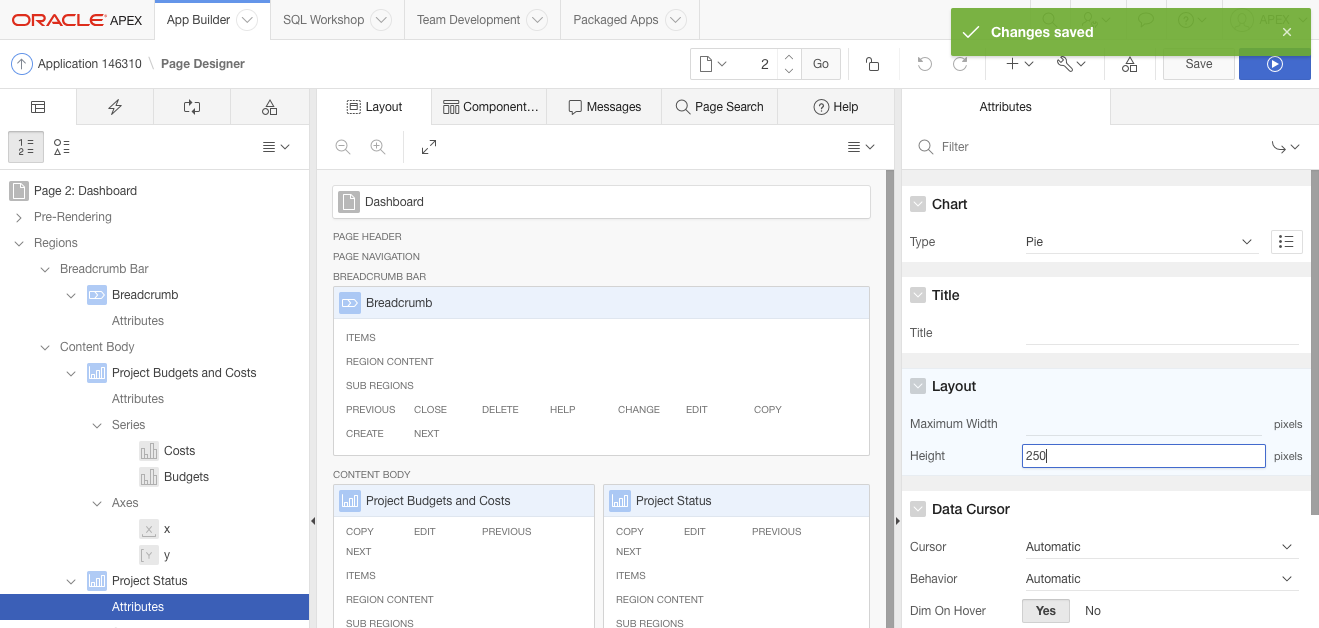 ORACLE APEX App Builder SQL Workshop Team Development Packaged Apps
Changes saved ×
Application 146310 \ Page Designer 2 Go Save
Layout Component... Messages Page Search Help Attributes
Filter
Page 2: Dashboard
Pre-Rendering
Regions
Breadcrumb Bar
Breadcrumb
Attributes
Content Body
Project Budgets and Costs
Attributes
Series
Costs
Budgets
Axes
x
y
Project Status
Attributes
Dashboard
PAGE HEADER
PAGE NAVIGATION
BREADCRUMB BAR
Breadcrumb
ITEMS
REGION CONTENT
SUB REGIONS
PREVIOUS CLOSE DELETE HELP CHANGE EDIT COPY
CREATE NEXT
CONTENT BODY
Project Budgets and Costs
COPY EDIT PREVIOUS
NEXT
ITEMS
REGION CONTENT
SUB REGIONS
Project Status
COPY EDIT PREVIOUS
NEXT
ITEMS
REGION CONTENT
SUB REGIONS
Chart
Type Pie
Title
Title
Layout
Maximum Width pixels
Height 250 pixels
Data Cursor
Cursor Automatic
Behavior Automatic
Dim On Hover Yes No